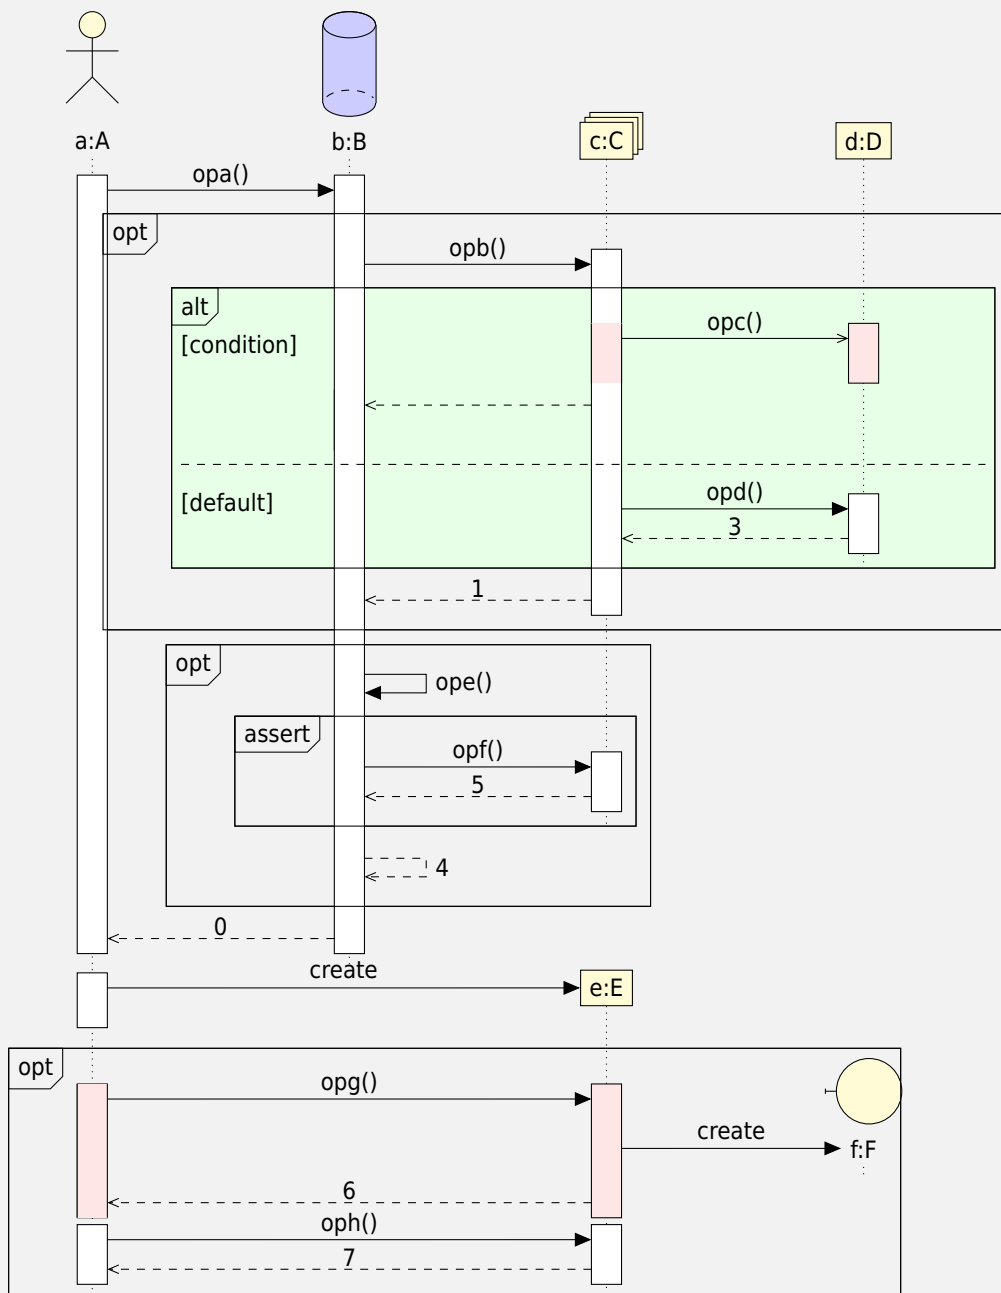 a:A
b:B
c:C
d:D
opa()
opt
opb()
alt
opc()
[condition]
opd()
[default]
3
1
opt
ope()
assert
opf()
5
4
0
create
e:E
opt
opg()
create
f:F
6
oph()
7